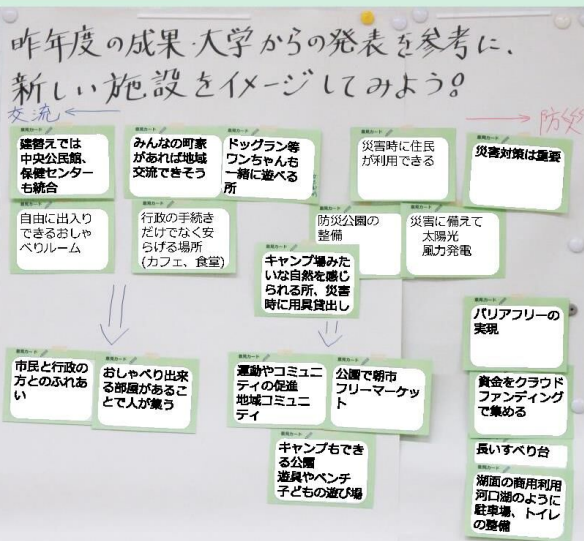 昨年度の成果・大学からの発表を参考に、
新しい施設をイメージしてみよう。
交流
防災
建替えでは
中央公民館、
保健センター
も統合
みんなの町家
があれば地域
交流できそう
ドッグラン等
ワンちゃんも
一緒に遊べる
所
災害時に住民
が利用できる
災害対策は重要
自由に出入り
できるおしゃ
べりルーム
行政の手続き
だけでなく安
らげる場所
(カフェ、食堂)
防災公園の
整備
災害に備えて
太陽光
風力発電
キャンプ場みた
いな自然を感じ
られる所、災害
時に用具貸出し
バリアフリーの
実現
市民と行政の
方とのふれあ
い
おしゃべり出来
る部屋があるこ
とで人が集う
運動やコミュニ
ティの促進
地域コミュニ
ティ
公園で朝市
フリーマーケッ
ト
資金をクラウド
ファンディング
で集める
キャンプもでき
る公園
遊具やベンチ
子どもの遊び場
長いすべり台
湖面の商用利用
河口湖のように
駐車場、トイレ
の整備